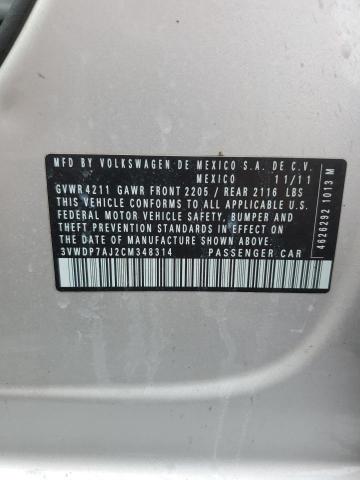 MFD BY VOLKSWAGEN DE MEXICO S.A. DE C.V.
MEXICO 11/11
GVWR 4211 GAWR FRONT 2205 / REAR 2116 LBS
THIS VEHICLE CONFORMS TO ALL APPLICABLE U.S.
FEDERAL MOTOR VEHICLE SAFETY, BUMPER, AND
THEFT PREVENTION STANDARDS IN EFFECT ON THE
DATE OF MANUFACTURE SHOWN ABOVE.
3VWDP7AJ2CM348314 PASSENGER CAR
4626292 1013 M